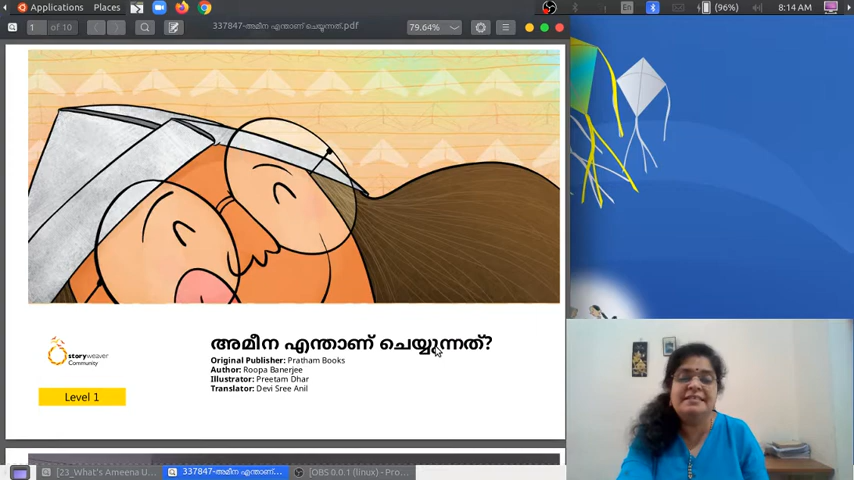 Applications Places En (96%) 8:14 AM
1 of 10 337847-അമീന എന്താണ് ചെയ്യുന്നത്.pdf 79.64%
storyweaver
Community
Level 1
അമീന എന്താണ് ചെയ്യുന്നത്?
Original Publisher: Pratham Books
Author: Roopa Banerjee
Illustrator: Preetam Dhar
Translator: Devi Sree Anil
[23_What's Ameena U... 337847-അമീന എന്താണ്... [OBS 0.0.1 (linux) - Pro...